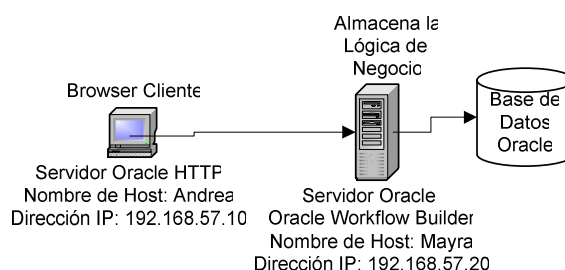 Almacena la
Lógica de
Negocio
Browser Cliente
Base de
Datos
Oracle
Servidor Oracle HTTP
Nombre de Host: Andrea
Dirección IP: 192.168.57.10
Servidor Oracle
Oracle Workflow Builder
Nombre de Host: Mayra
Dirección IP: 192.168.57.20